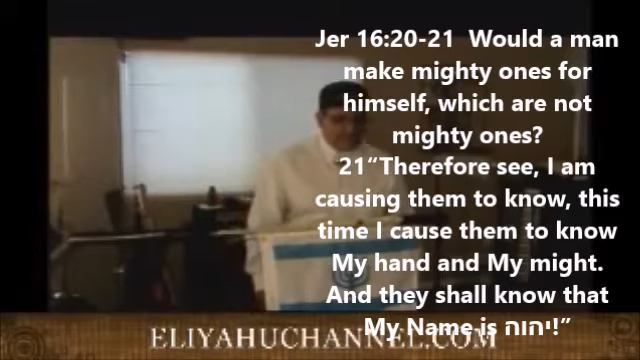 Jer 16:20-21  Would a man
make mighty ones for
himself, which are not
mighty ones?
21“Therefore see, I am
causing them to know, this
time I cause them to know
My hand and My might.
And they shall know that
My Name is יהוה!”
ELIYAHUCHANNEL.COM